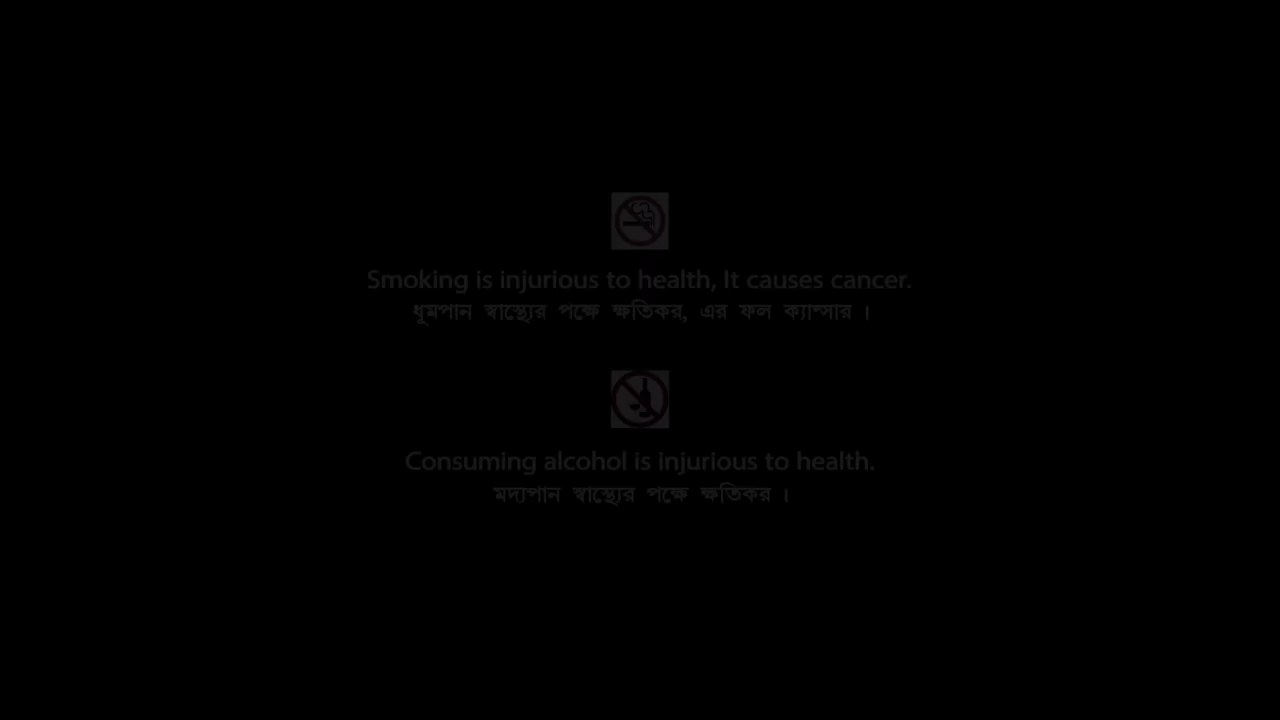 Smoking is injurious to health, It causes cancer.
ধূমপান স্বাস্থ্যের পক্ষে ক্ষতিকর, এর ফল ক্যান্সার ।
Consuming alcohol is injurious to health.
মদ্যপান স্বাস্থ্যের পক্ষে ক্ষতিকর ।